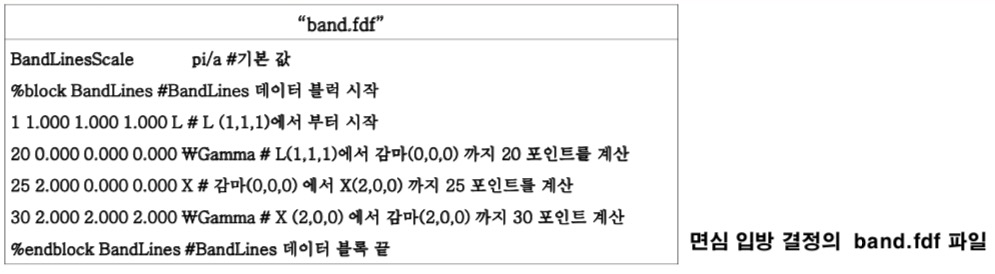 “band.fdf”
BandLinesScale pi/a #기본 값
%block BandLines #BandLines 데이터 블럭 시작
1 1.000 1.000 1.000 L # L (1,1,1)에서 부터 시작
20 0.000 0.000 0.000 ₩Gamma # L(1,1,1)에서 감마(0,0,0) 까지 20 포인트를 계산
25 2.000 0.000 0.000 X # 감마(0,0,0) 에서 X(2,0,0) 까지 25 포인트를 계산
30 2.000 2.000 2.000 ₩Gamma # X (2,0,0) 에서 감마(2,0,0) 까지 30 포인트 계산
%endblock BandLines #BandLines 데이터 블록 끝
면심 입방 결정의 band.fdf 파일